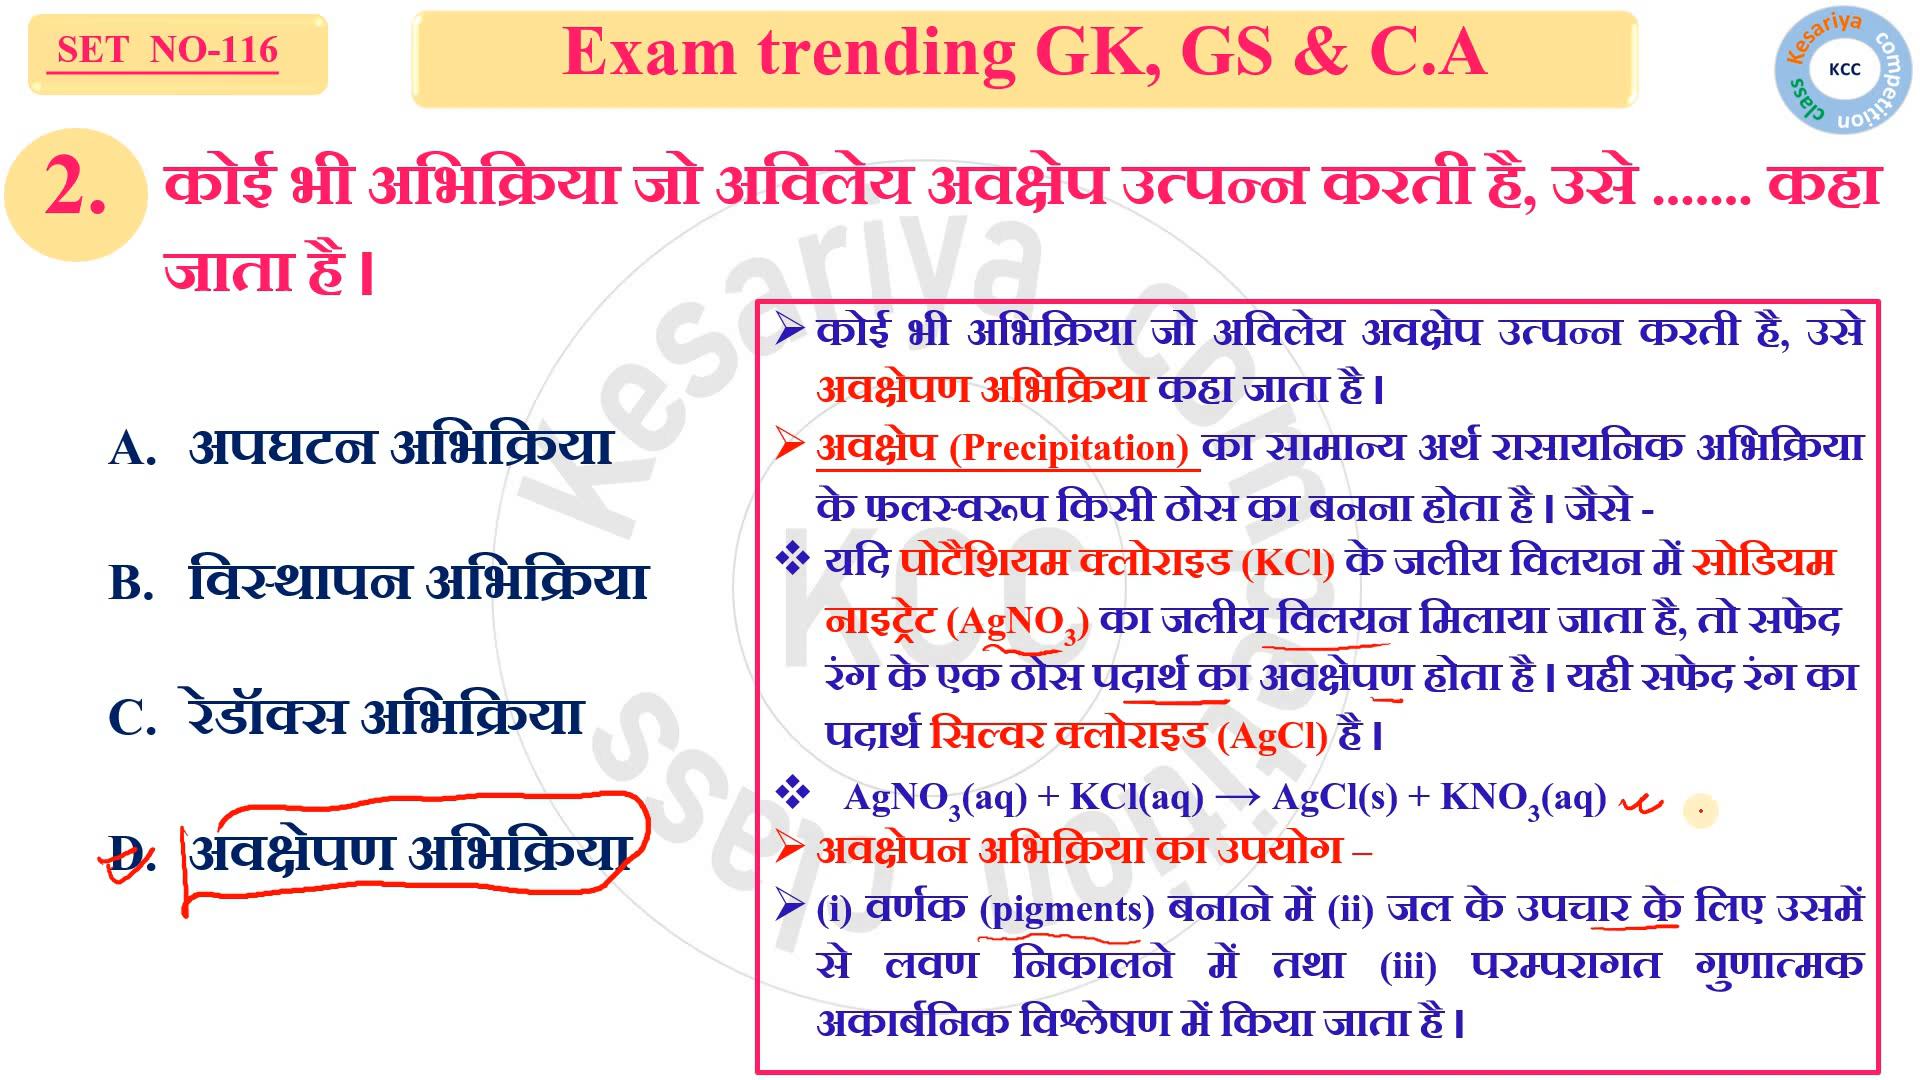 SET NO-116
Exam trending GK, GS & C.A
Kesariya competition class
KCC
2. कोई भी अभिक्रिया जो अविलेय अवक्षेप उत्पन्न करती है, उसे ....... कहा
जाता है।
A. अपघटन अभिक्रिया
B. विस्थापन अभिक्रिया
C. रेडॉक्स अभिक्रिया
D. अवक्षेपण अभिक्रिया
कोई भी अभिक्रिया जो अविलेय अवक्षेप उत्पन्न करती है, उसे
अवक्षेपण अभिक्रिया कहा जाता है।
अवक्षेप (Precipitation) का सामान्य अर्थ रासायनिक अभिक्रिया
के फलस्वरूप किसी ठोस का बनना होता है। जैसे -
यदि पोटैशियम क्लोराइड (KCl) के जलीय विलयन में सोडियम
नाइट्रेट (AgNO₃) का जलीय विलयन मिलाया जाता है, तो सफेद
रंग के एक ठोस पदार्थ का अवक्षेपण होता है। यही सफेद रंग का
पदार्थ सिल्वर क्लोराइड (AgCl) है।
AgNO₃(aq) + KCl(aq) → AgCl(s) + KNO₃(aq)
अवक्षेपन अभिक्रिया का उपयोग –
(i) वर्णक (pigments) बनाने में (ii) जल के उपचार के लिए उसमें
से लवण निकालने में तथा (iii) परम्परागत गुणात्मक
अकार्बनिक विश्लेषण में किया जाता है।
Kesariya competition class
KCC